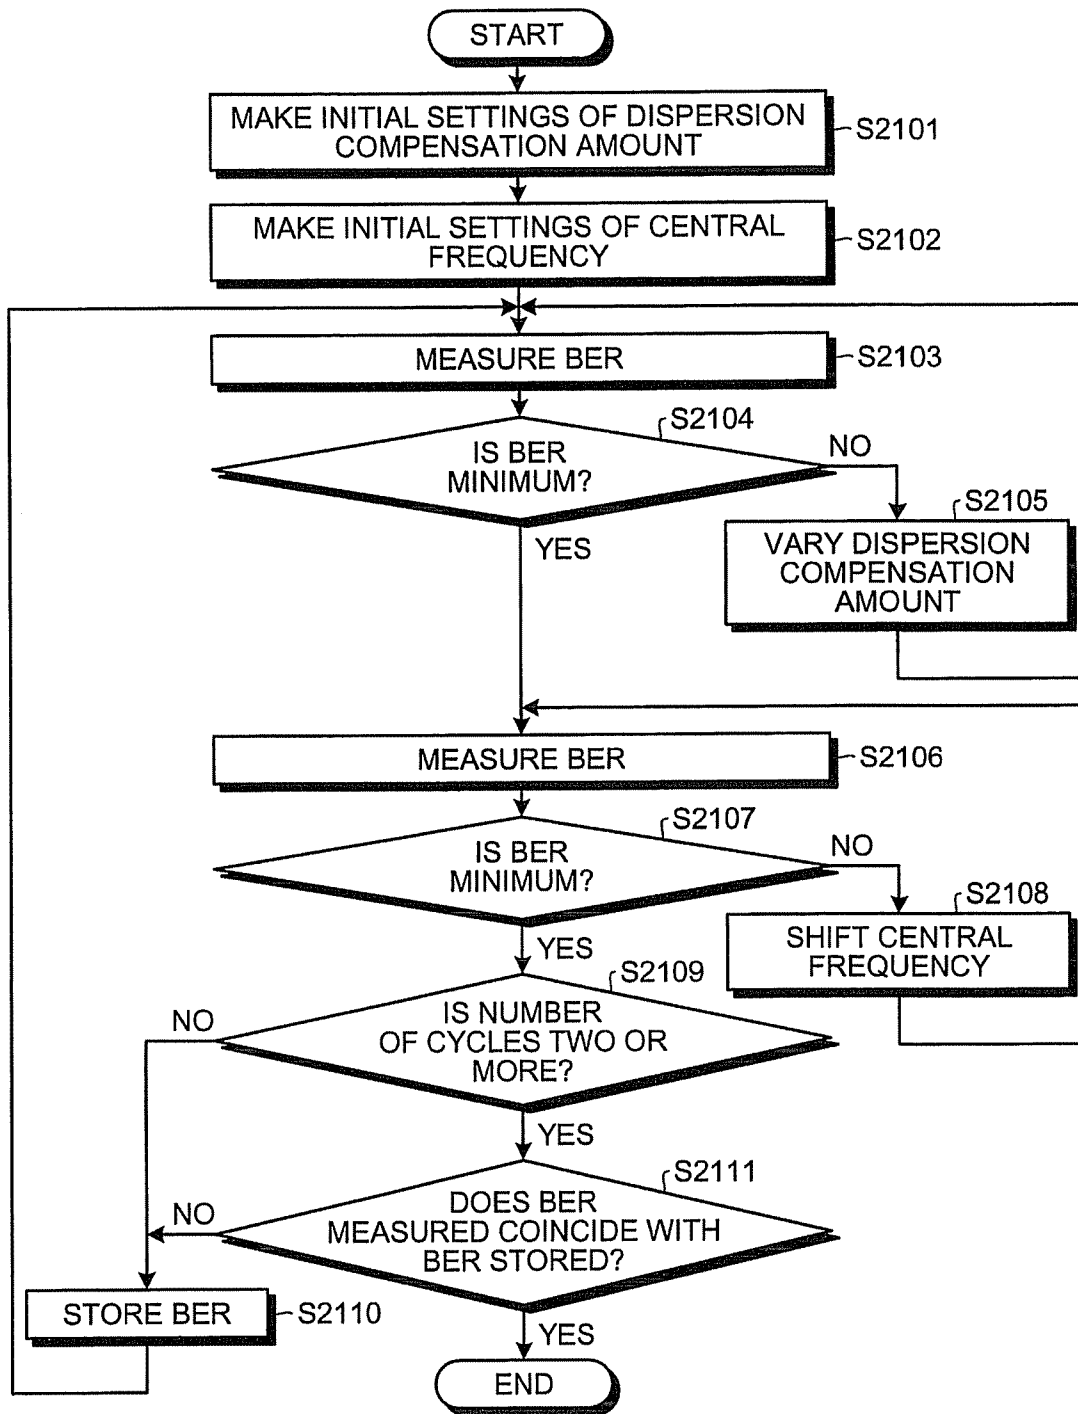 START
MAKE INITIAL SETTINGS OF DISPERSION
COMPENSATION AMOUNT
S2101
MAKE INITIAL SETTINGS OF CENTRAL
FREQUENCY
S2102
MEASURE BER
S2103
S2104
IS BER
MINIMUM?
NO
YES
S2105
VARY DISPERSION
COMPENSATION
AMOUNT
MEASURE BER
S2106
S2107
IS BER
MINIMUM?
NO
YES
S2108
SHIFT CENTRAL
FREQUENCY
S2109
IS NUMBER
OF CYCLES TWO OR
MORE?
NO
YES
S2111
DOES BER
MEASURED COINCIDE WITH
BER STORED?
NO
YES
STORE BER
S2110
END